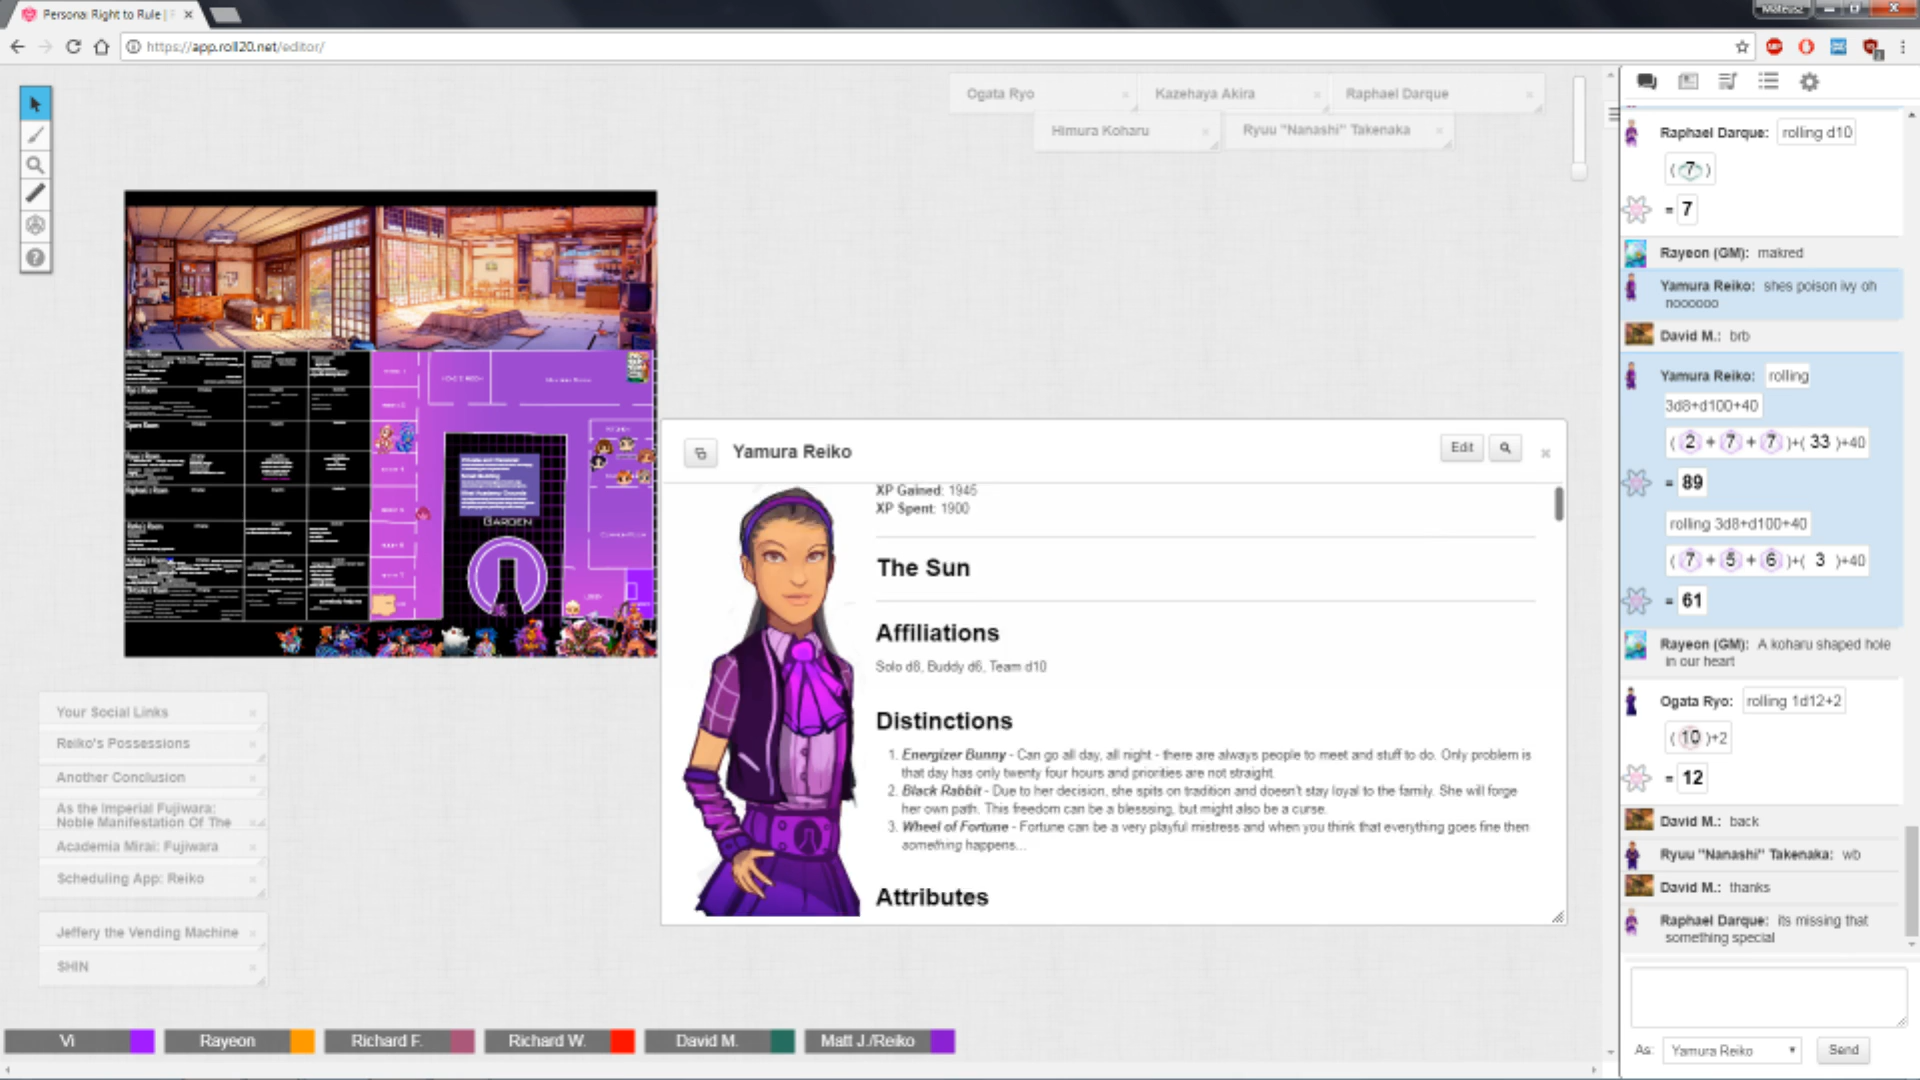 Persona: Right to Rule |
Mateusz
https://app.roll20.net/editor/
Ogata Ryo
Kazehaya Akira
Raphael Darque
Himura Koharu
Ryuu "Nanashi" Takenaka
GARDEN
Your Social Links
Reiko's Possessions
Another Conclusion
As the Imperial Fujiwara:
Noble Manifestation Of The
Academia Mirai: Fujiwara
Scheduling App: Reiko
Jeffery the Vending Machine
SHIN
Yamura Reiko
Edit
XP Gained: 1945
XP Spent: 1900
The Sun
Affiliations
Solo d8, Buddy d6, Team d10
Distinctions
1. Energizer Bunny - Can go all day, all night - there are always people to meet and stuff to do. Only problem is
that day has only twenty four hours and priorities are not straight.
2. Black Rabbit - Due to her decision, she spits on tradition and doesn't stay loyal to the family. She will forge
her own path. This freedom can be a blesssing, but might also be a curse.
3. Wheel of Fortune - Fortune can be a very playful mistress and when you think that everything goes fine then
something happens...
Attributes
Raphael Darque: rolling d10
(7)
= 7
Rayeon (GM): makred
Yamura Reiko: shes poison ivy oh
noooooo
David M.: brb
Yamura Reiko: rolling
3d8+d100+40
(2+7+7)+(33)+40
= 89
rolling 3d8+d100+40
(7+5+6)+(3)+40
= 61
Rayeon (GM): A koharu shaped hole
in our heart
Ogata Ryo: rolling 1d12+2
(10)+2
= 12
David M.: back
Ryuu "Nanashi" Takenaka: wb
David M.: thanks
Raphael Darque: its missing that
something special
As: Yamura Reiko
Send
Vi
Rayeon
Richard F.
Richard W.
David M.
Matt J./Reiko